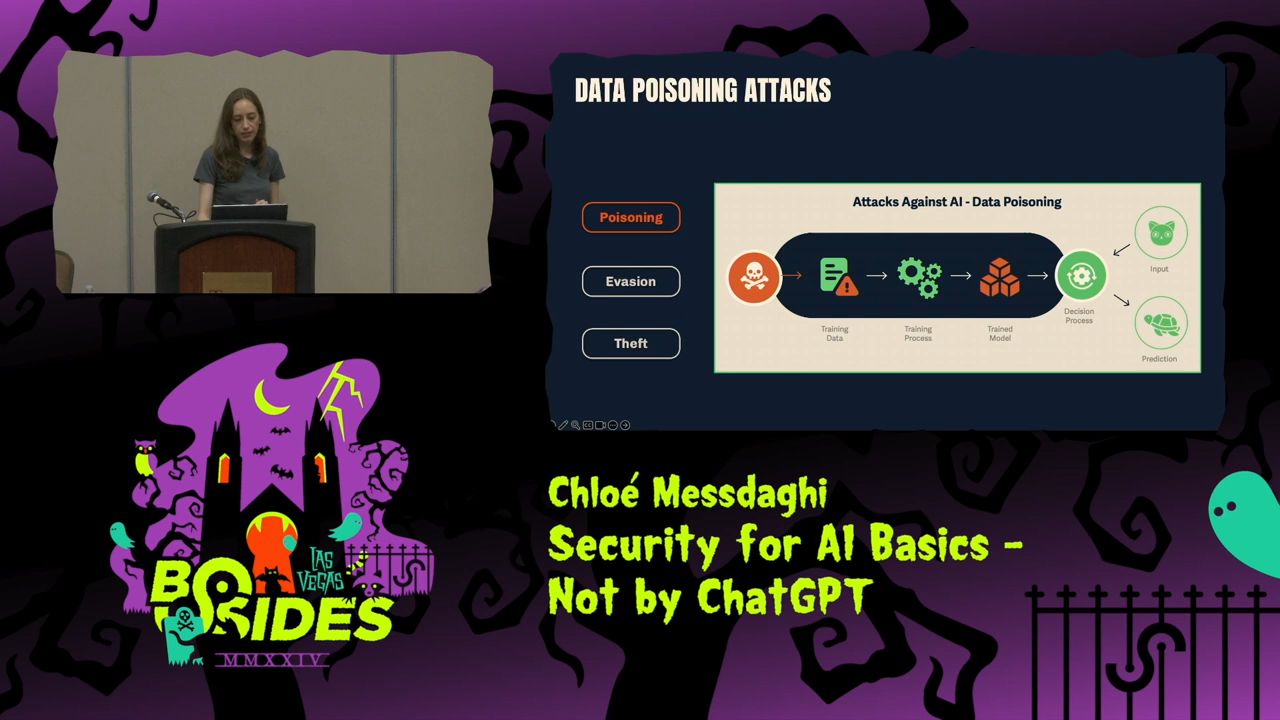 DATA POISONING ATTACKS
Poisoning
Evasion
Theft
Attacks Against AI - Data Poisoning
Training
Data
Training
Process
Trained
Model
Decision
Process
Input
Prediction
LAS
VEGAS
BSIDES
MMXXIV
Chloé Messdaghi
Security for AI Basics -
Not by ChatGPT